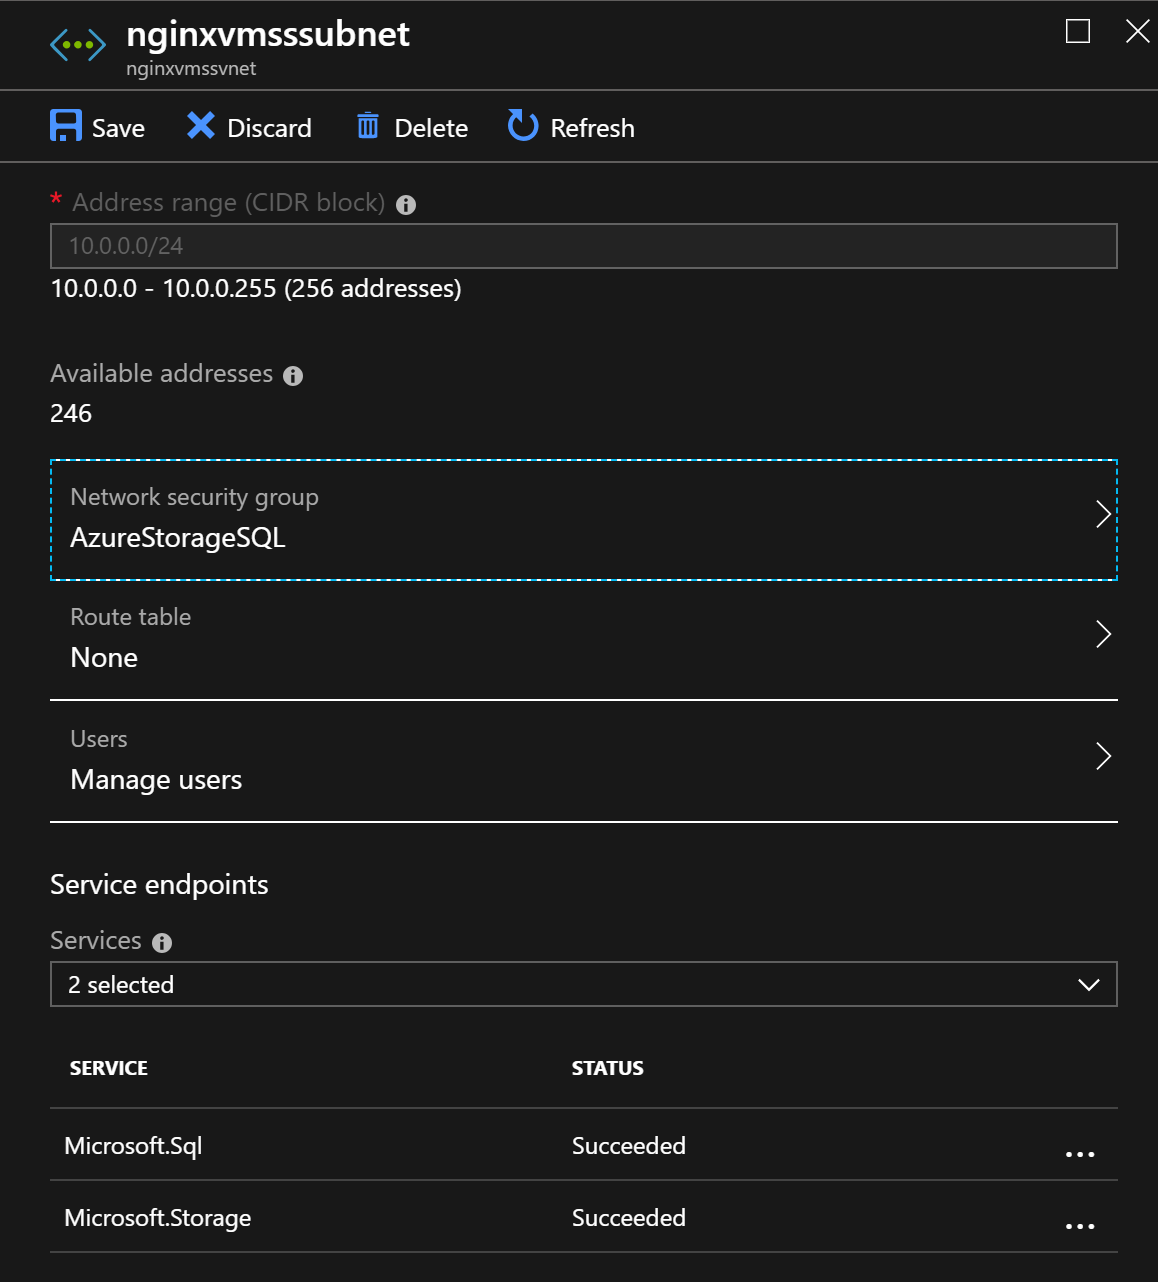 nginxvmsssubnet
nginxvmssvnet
Save Discard Delete Refresh
* Address range (CIDR block)
10.0.0.0/24
10.0.0.0 - 10.0.0.255 (256 addresses)
Available addresses
246
Network security group
AzureStorageSQL
Route table
None
Users
Manage users
Service endpoints
Services
2 selected
SERVICE STATUS
Microsoft.Sql Succeeded ...
Microsoft.Storage Succeeded ...